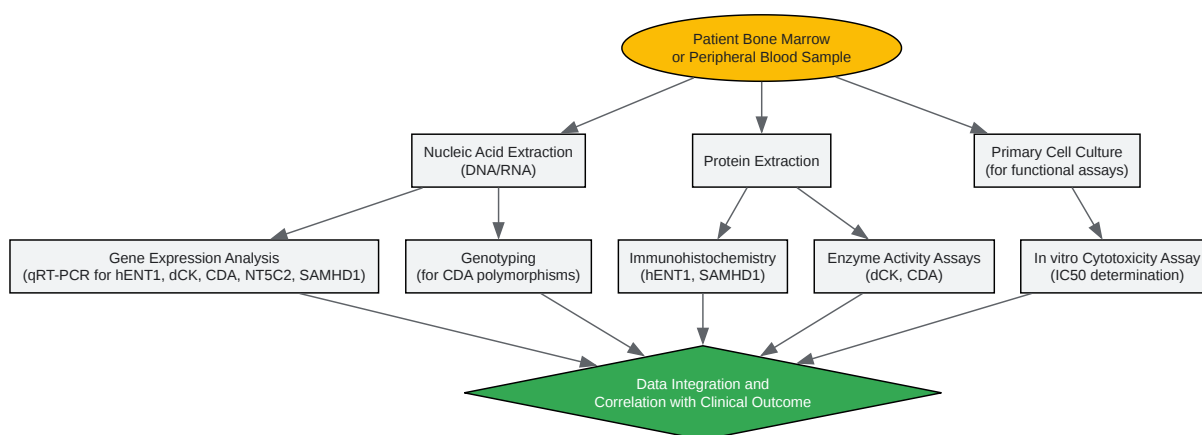 Patient Bone Marrow
or Peripheral Blood Sample
Nucleic Acid Extraction
(DNA/RNA)
Protein Extraction
Primary Cell Culture
(for functional assays)
Gene Expression Analysis
(qRT-PCR for hENT1, dCK, CDA, NT5C2, SAMHD1)
Genotyping
(for CDA polymorphisms)
Immunohistochemistry
(hENT1, SAMHD1)
Enzyme Activity Assays
(dCK, CDA)
In vitro Cytotoxicity Assay
(IC50 determination)
Data Integration and
Correlation with Clinical Outcome